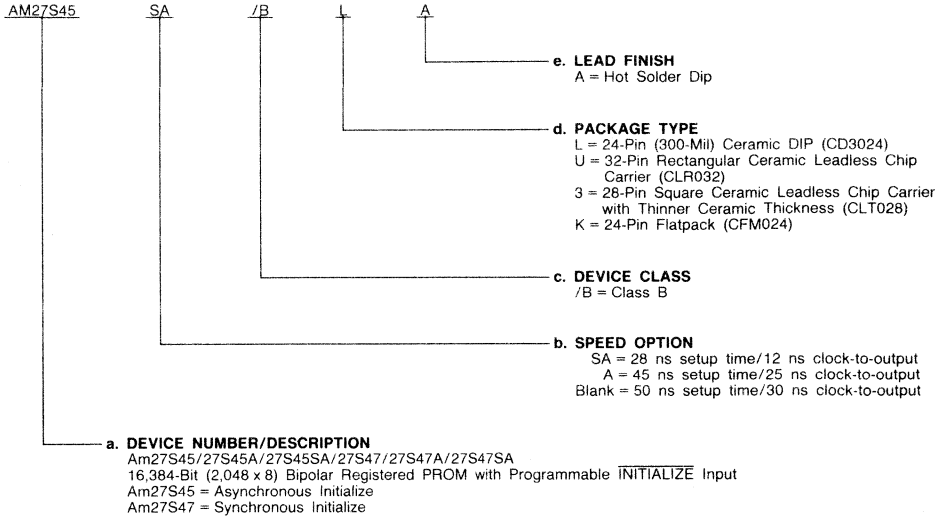 AM27S45 SA /B L A
e. LEAD FINISH
A = Hot Solder Dip
d. PACKAGE TYPE
L = 24-Pin (300-Mil) Ceramic DIP (CD3024)
U = 32-Pin Rectangular Ceramic Leadless Chip
Carrier (CLR032)
3 = 28-Pin Square Ceramic Leadless Chip Carrier
with Thinner Ceramic Thickness (CLT028)
K = 24-Pin Flatpack (CFM024)
c. DEVICE CLASS
/B = Class B
b. SPEED OPTION
SA = 28 ns setup time/12 ns clock-to-output
A = 45 ns setup time/25 ns clock-to-output
Blank = 50 ns setup time/30 ns clock-to-output
a. DEVICE NUMBER/DESCRIPTION
Am27S45/27S45A/27S45SA/27S47/27S47A/27S47SA
16,384-Bit (2,048 x 8) Bipolar Registered PROM with Programmable INITIALIZE Input
Am27S45 = Asynchronous Initialize
Am27S47 = Synchronous Initialize